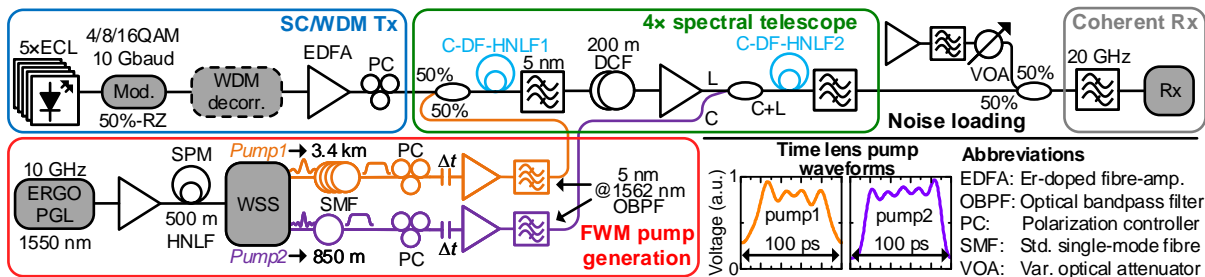 SC/WDM Tx
5×ECL
4/8/16QAM
10 Gbaud
Mod.
50%-RZ
WDM
decorr.
EDFA
PC
4× spectral telescope
50%
50%
C-DF-HNLF1
5 nm
200 m
DCF
L
C
C-DF-HNLF2
C+L
VOA
50%
50%
Noise loading
Coherent Rx
20 GHz
Rx
10 GHz
ERGO
PGL
1550 nm
SPM
500 m
HNLF
WSS
Pump1
3.4 km
SMF
Pump2
850 m
PC
Δt
PC
Δt
5 nm
@1562 nm
OBPF
FWM pump
generation
Time lens pump
waveforms
Voltage (a.u.)
1
0
pump1
100 ps
pump2
100 ps
Abbreviations
EDFA: Er-doped fibre-amp.
OBPF: Optical bandpass filter
PC: Polarization controller
SMF: Std. single-mode fibre
VOA: Var. optical attenuator